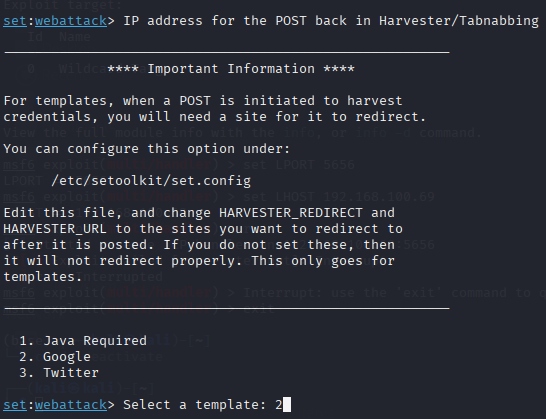 set:webattack> IP address for the POST back in Harvester/Tabnabbing
**** Important Information ****
For templates, when a POST is initiated to harvest
credentials, you will need a site for it to redirect.
You can configure this option under:
/etc/setoolkit/set.config
Edit this file, and change HARVESTER_REDIRECT and
HARVESTER_URL to the sites you want to redirect to
after it is posted. If you do not set these, then
it will not redirect properly. This only goes for
templates.
1. Java Required
2. Google
3. Twitter
set:webattack> Select a template: 2